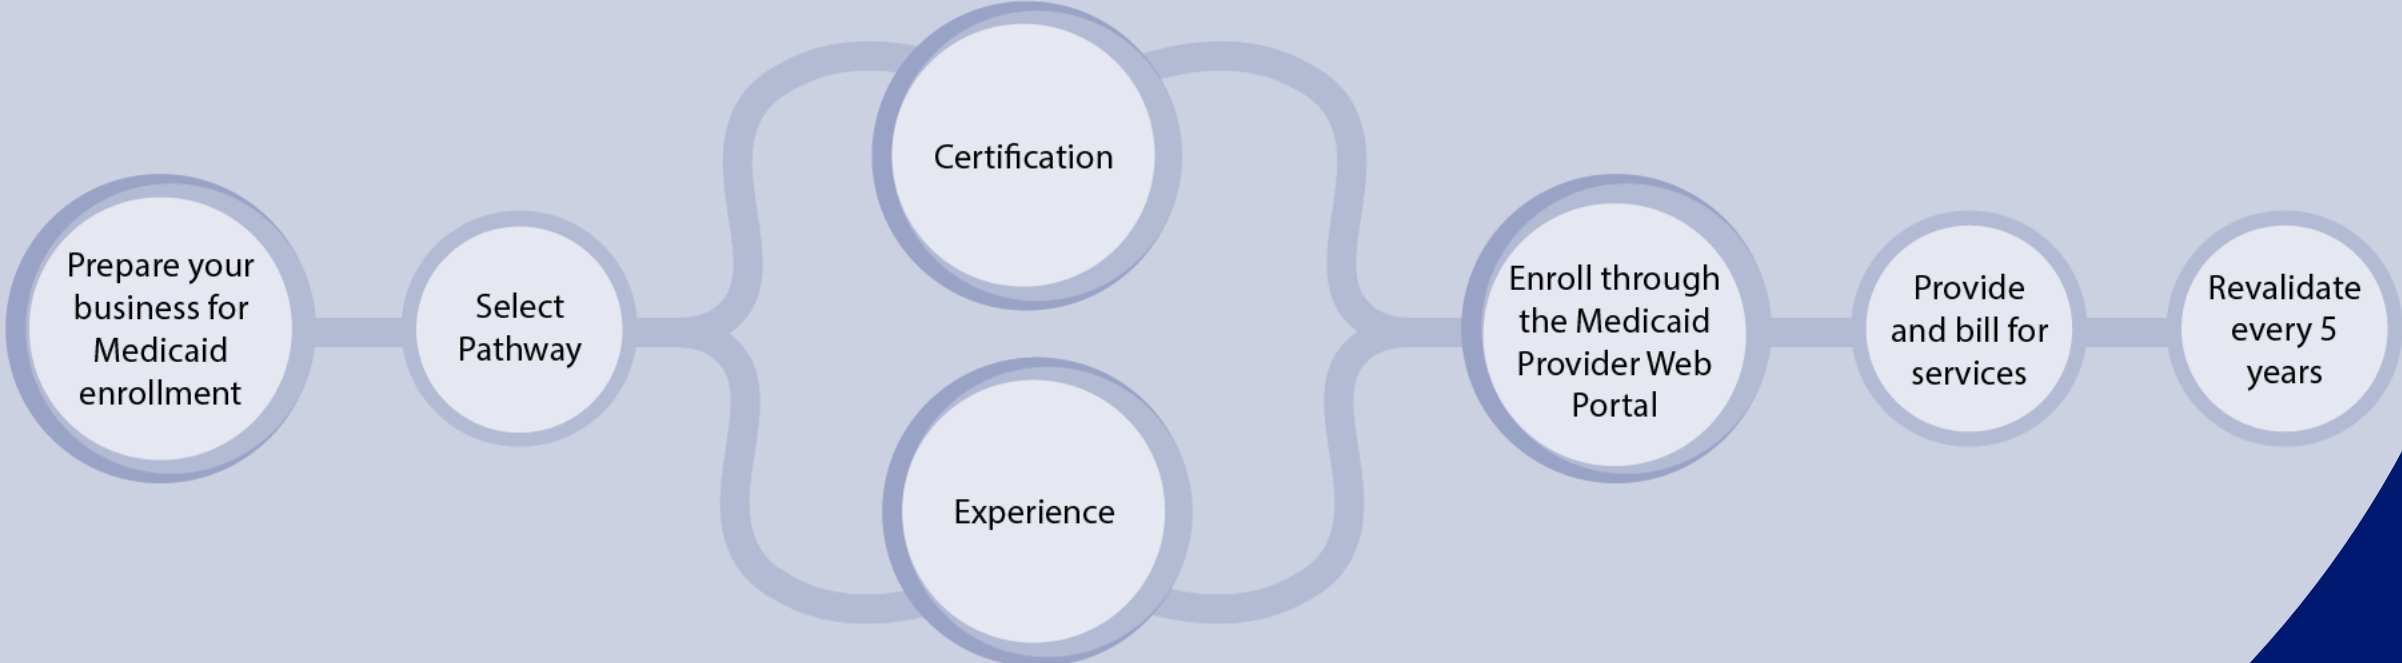 Prepare your
business for
Medicaid
enrollment
Select
Pathway
Certification
Experience
Enroll through
the Medicaid
Provider Web
Portal
Provide
and bill for
services
Revalidate
every 5
years